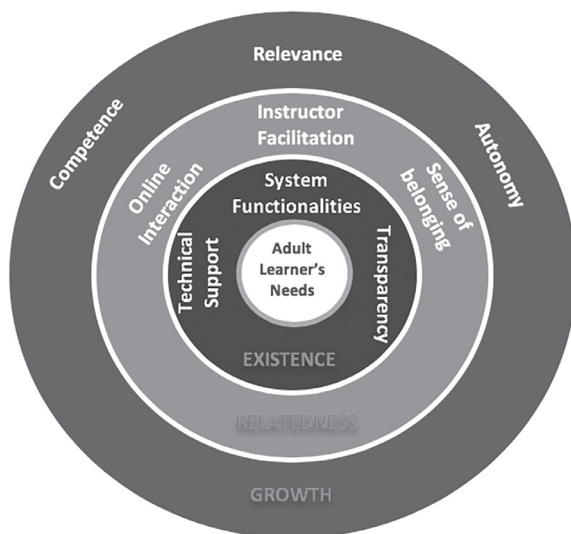 Relevance
Competence
Autonomy
Instructor
Facilitation
Online
Interaction
Sense of
belonging
System
Functionalities
Technical
Support
Transparency
Adult
Learner's
Needs
EXISTENCE
RELATEDNESS
GROWTH